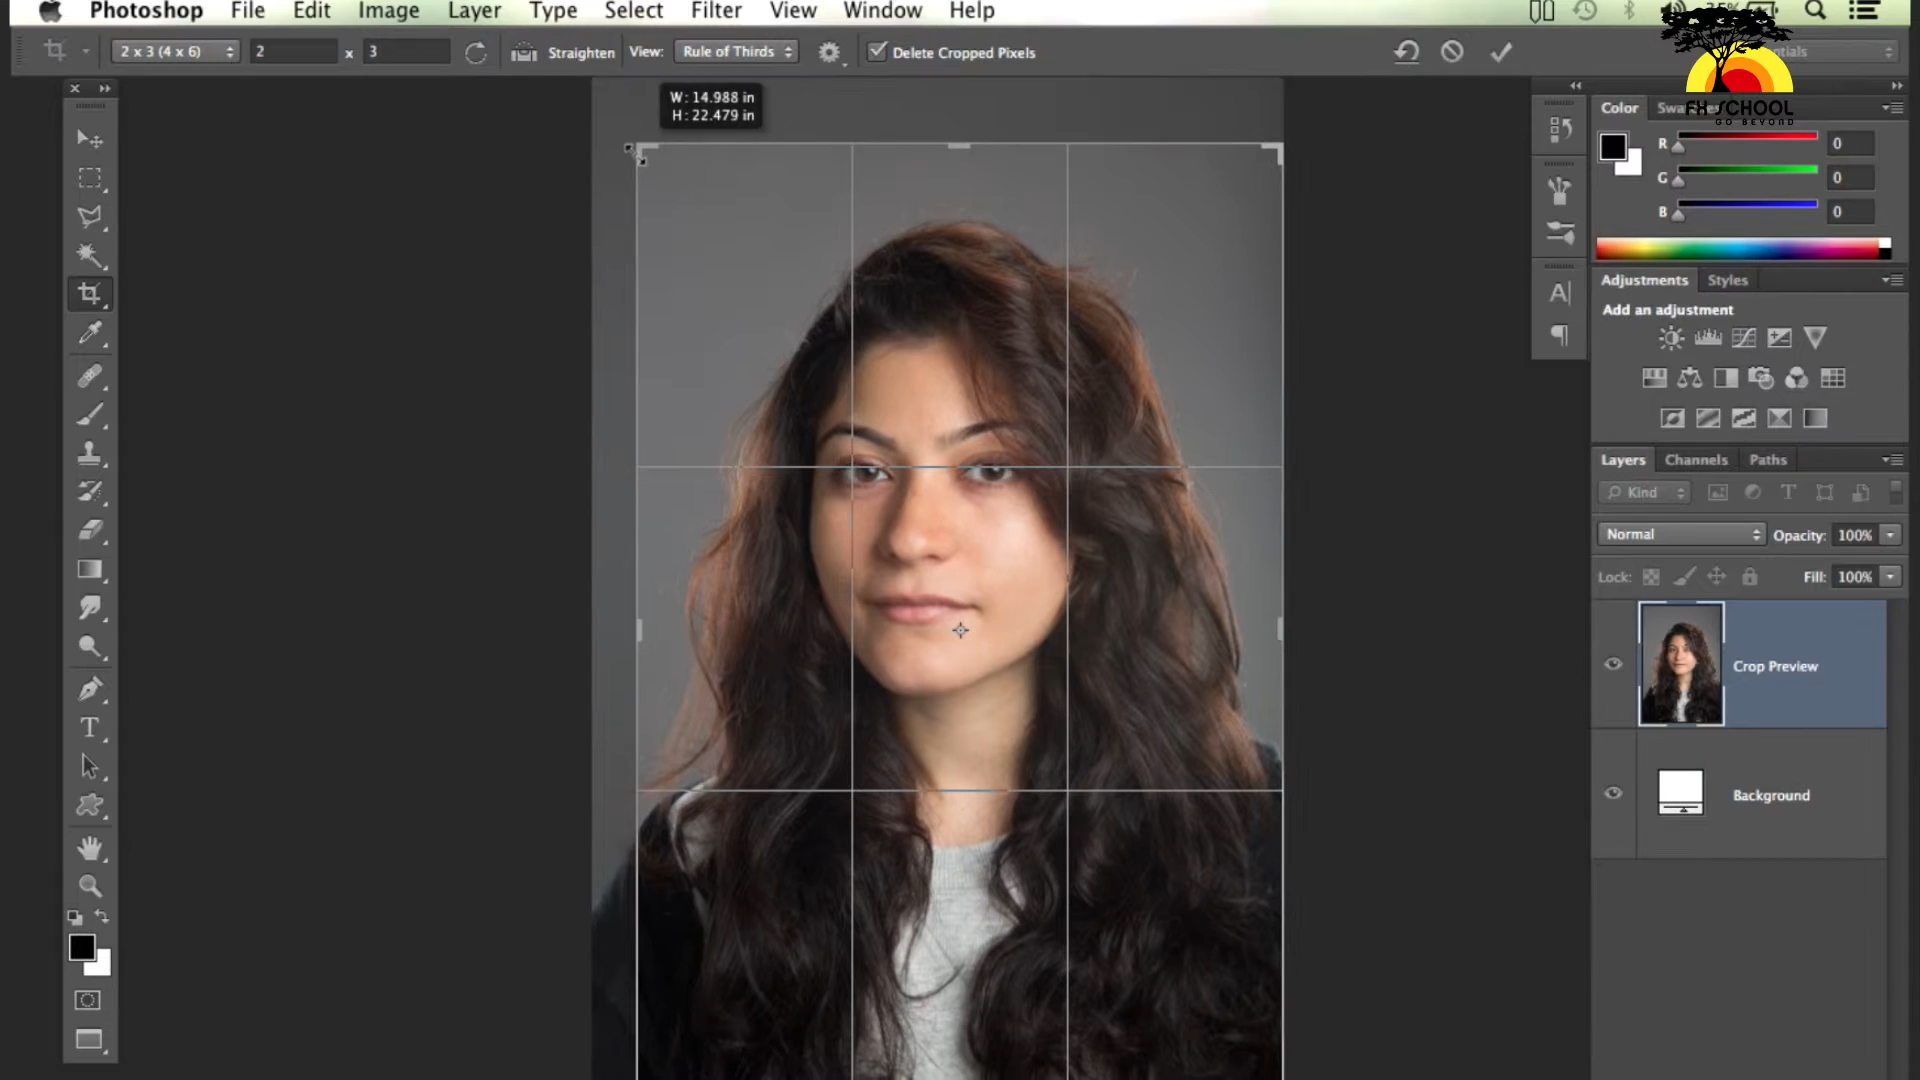 Photoshop File Edit Image Layer Type Select Filter View Window Help
2 x 3 (4 x 6) 2 x 3 Straighten View: Rule of Thirds Delete Cropped Pixels
FH SCHOOL
GO BEYOND
W: 14.988 in
H: 22.479 in
Color
R 0
G 0
B 0
Adjustments Styles
Add an adjustment
Layers Channels Paths
Kind
Normal Opacity: 100%
Lock: Fill: 100%
Crop Preview
Background